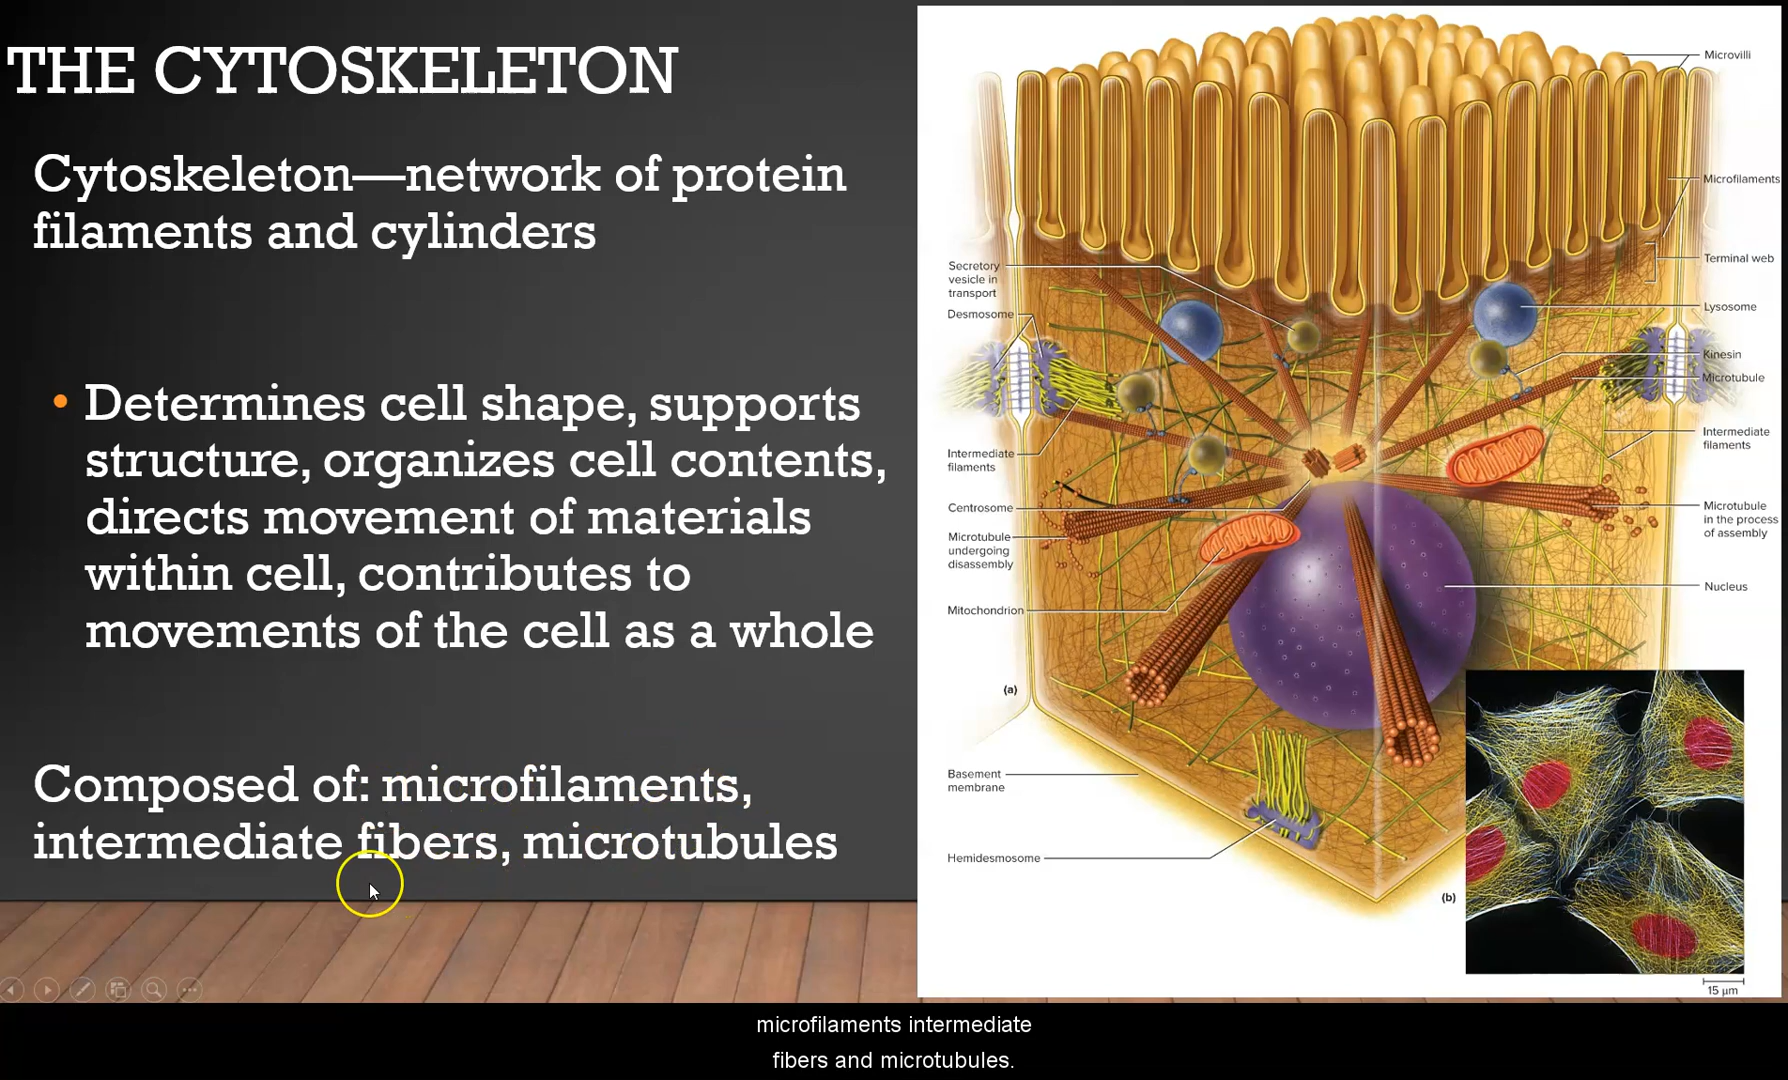 THE CYTOSKELETON
Cytoskeleton—network of protein
filaments and cylinders
• Determines cell shape, supports
structure, organizes cell contents,
directs movement of materials
within cell, contributes to
movements of the cell as a whole
Composed of: microfilaments,
intermediate fibers, microtubules
Secretory
vesicle in
transport
Desmosome
Intermediate
filaments
Centrosome
Microtubule
undergoing
disassembly
Mitochondrion
(a)
Basement
membrane
Hemidesmosome
Microvilli
Microfilaments
Terminal web
Lysosome
Kinesin
Microtubule
Intermediate
filaments
Microtubule
in the process
of assembly
Nucleus
(b)
15 µm
microfilaments intermediate
fibers and microtubules.